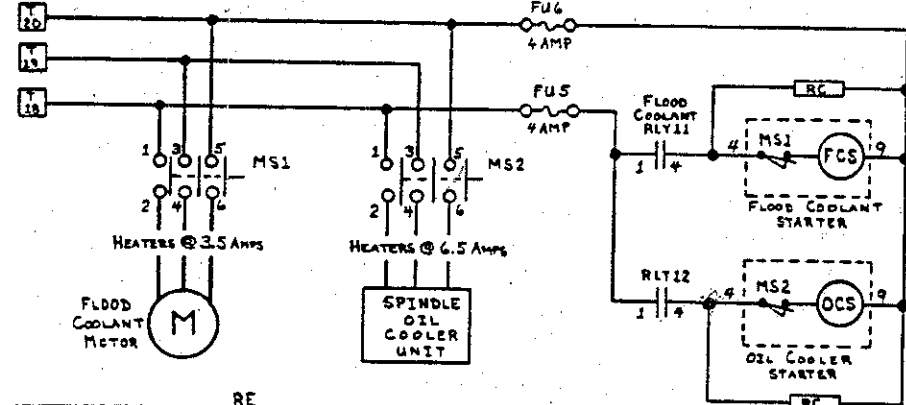 T 20
FU6
4 AMP
T 19
T 18
FU5
4 AMP
FLOOD
COOLANT
RLY11
RC
1 4
4 MS1 FCS 9
FLOOD COOLANT
STARTER
1 3 5
MS1
2 4 6
HEATERS @ 3.5 AMPS
FLOOD
COOLANT
MOTOR
M
1 3 5
MS2
2 4 6
HEATERS @ 6.5 AMPS
SPINDLE
OIL
COOLER
UNIT
RLY12
1 4
4 MS2 OCS 9
OIL COOLER
STARTER
RC
RE